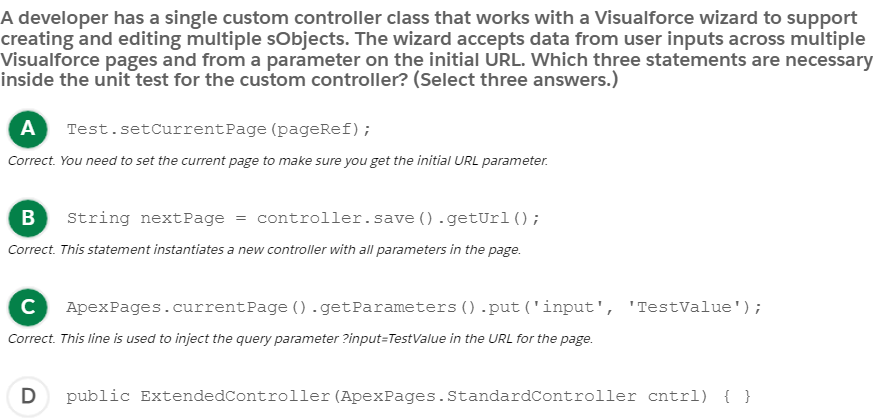 A developer has a single custom controller class that works with a Visualforce wizard to support
creating and editing multiple sObjects. The wizard accepts data from user inputs across multiple
Visualforce pages and from a parameter on the initial URL. Which three statements are necessary
inside the unit test for the custom controller? (Select three answers.)
A Test.setCurrentPage(pageRef);
Correct. You need to set the current page to make sure you get the initial URL parameter.
B String nextPage = controller.save().getUrl();
Correct. This statement instantiates a new controller with all parameters in the page.
C ApexPages.currentPage().getParameters().put('input', 'TestValue');
Correct. This line is used to inject the query parameter ?input=TestValue in the URL for the page.
D public ExtendedController(ApexPages.StandardController cntrl) { }